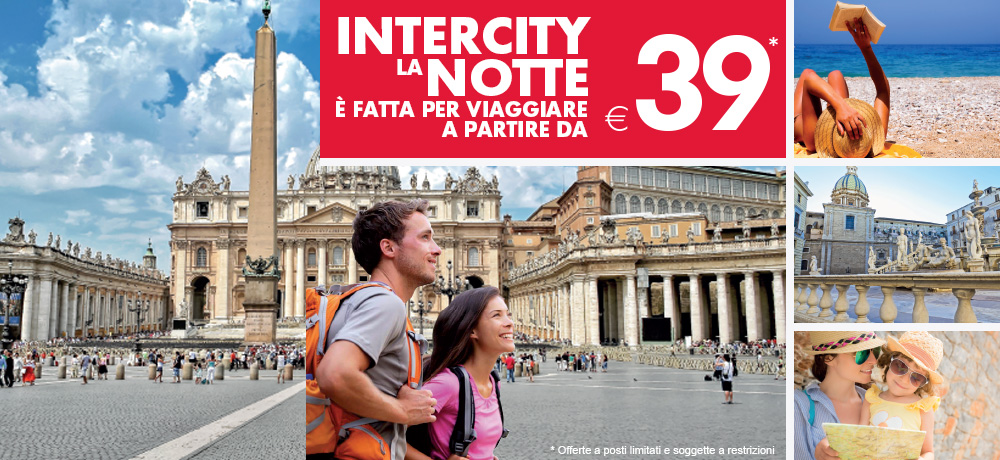 INTERCITY
LA NOTTE
È FATTA PER VIAGGIARE
A PARTIRE DA
€ 39*
* Offerte a posti limitati e soggette a restrizioni